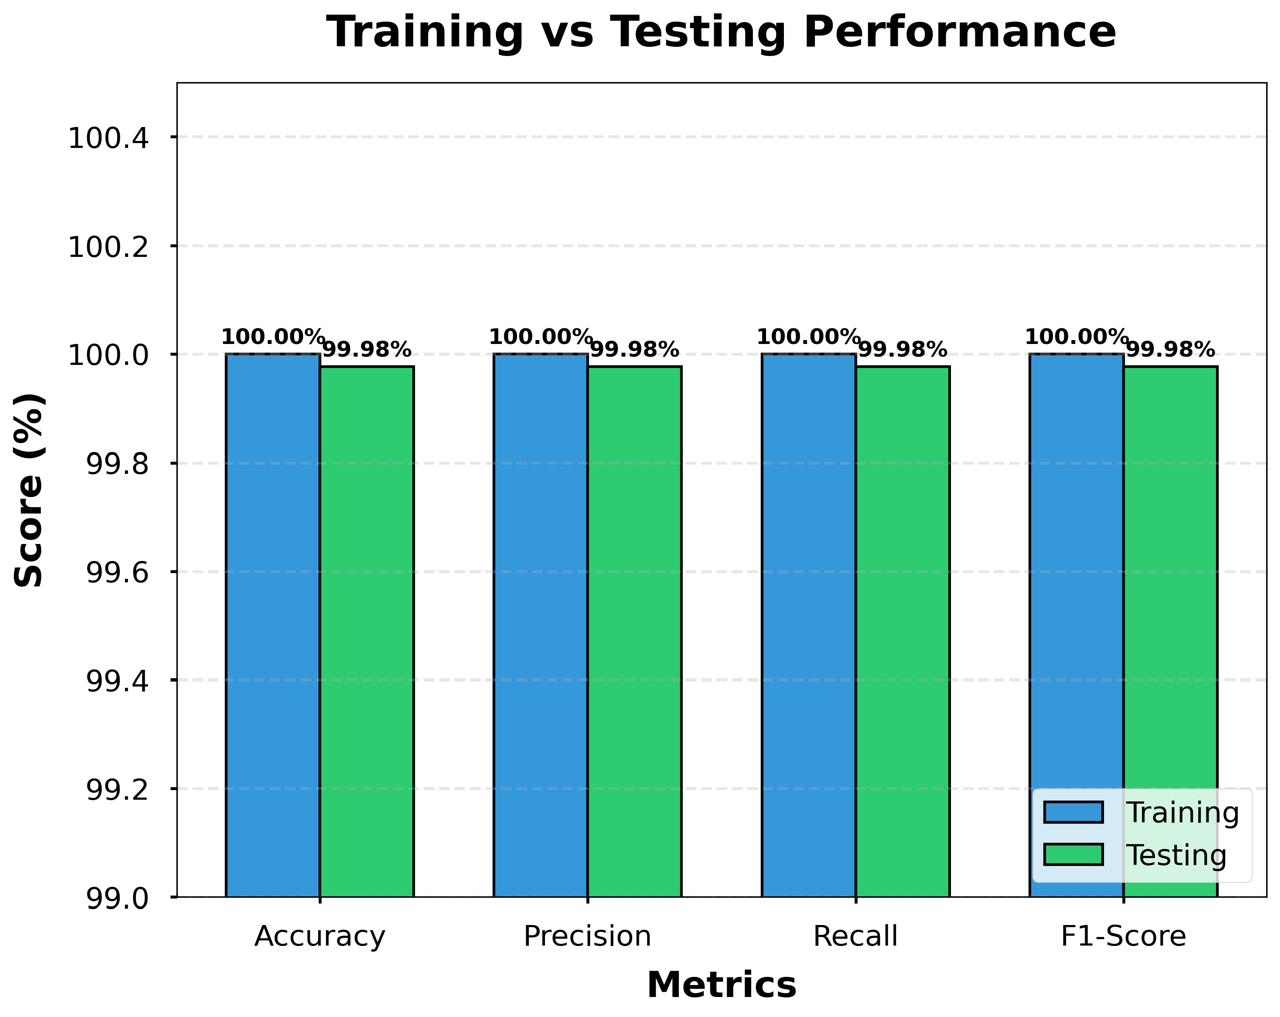 Training vs Testing Performance
Score (%)
100.4
100.2
100.0
99.8
99.6
99.4
99.2
99.0
100.00% 99.98% 100.00% 99.98% 100.00% 99.98% 100.00% 99.98%
Training
Testing
Accuracy Precision Recall F1-Score
Metrics